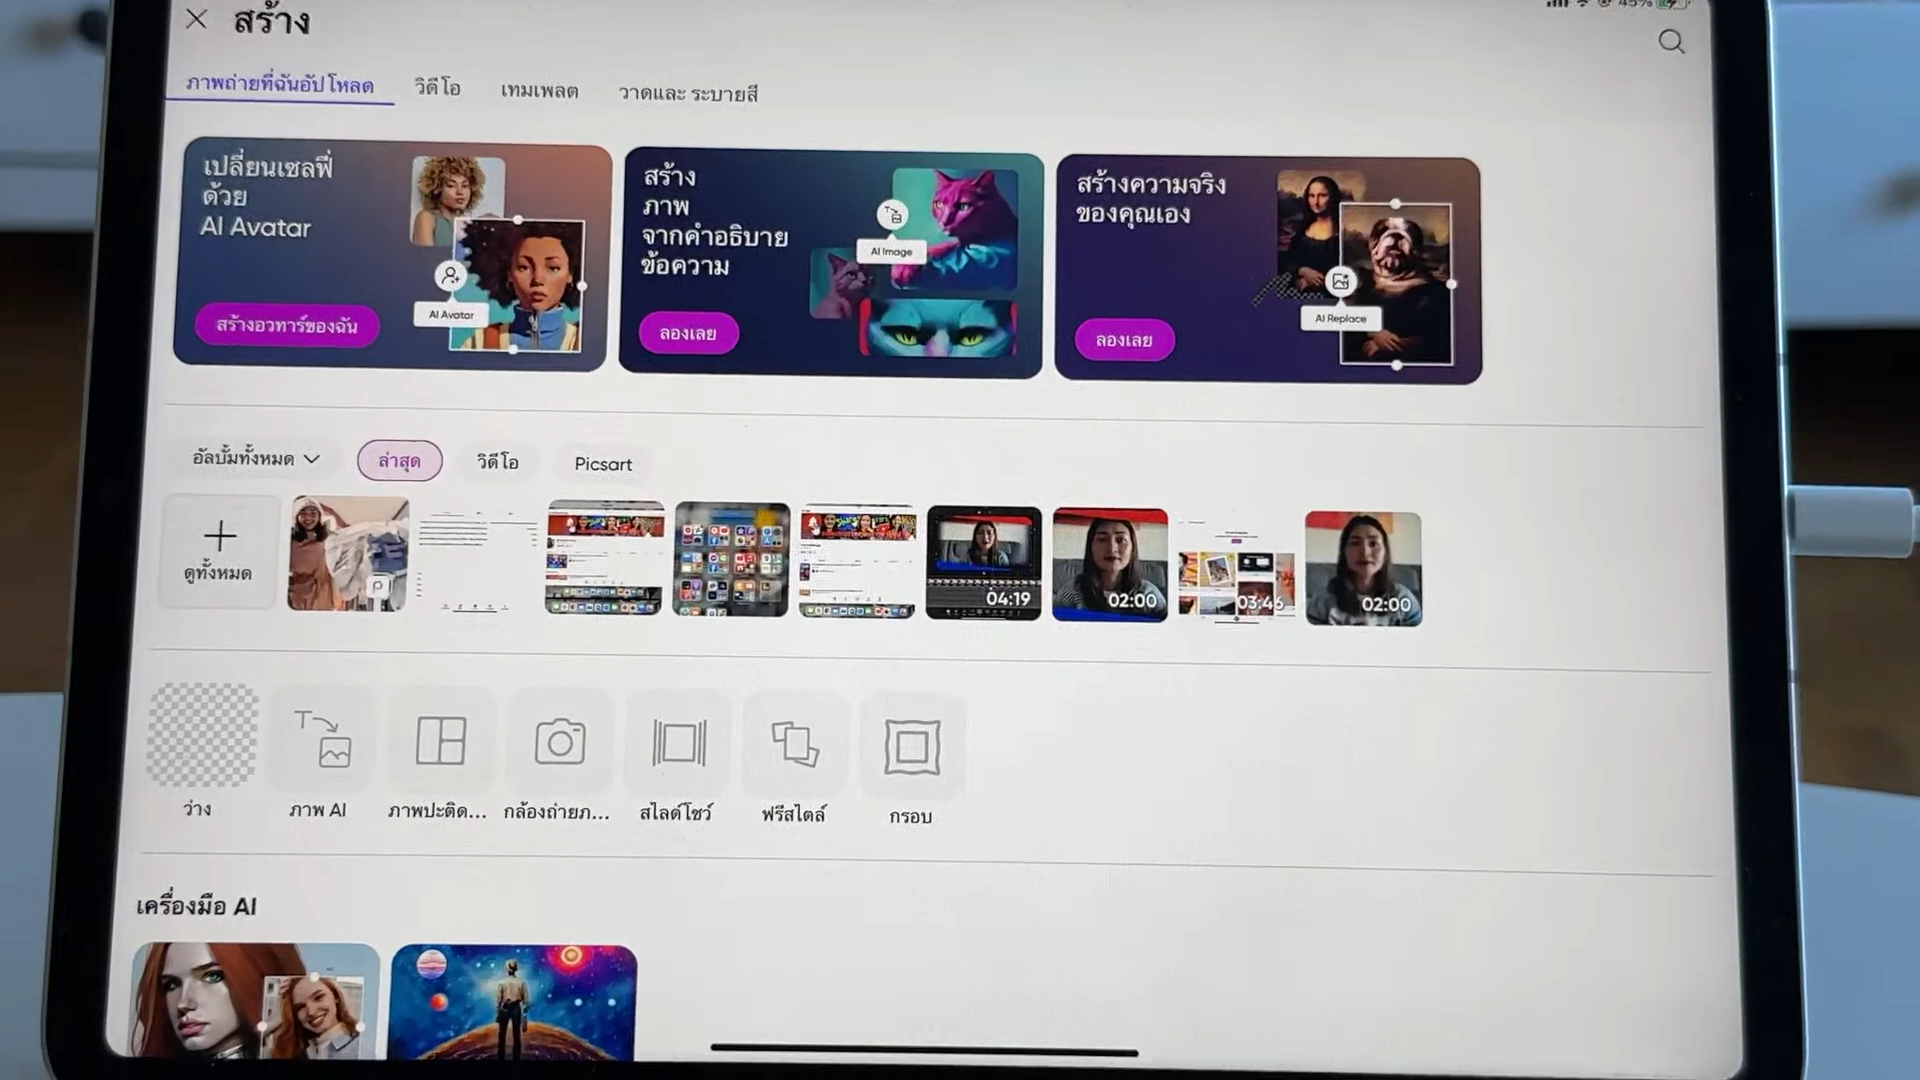 สร้าง
45%
ภาพถ่ายที่ฉันอัปโหลด
วิดีโอ
เทมเพลต
วาดและ ระบายสี
เปลี่ยนเซลฟี่
ด้วย
AI Avatar
AI Avatar
สร้างอวทาร์ของฉัน
สร้าง
ภาพ
จากคำอธิบาย
ข้อความ
AI Image
ลองเลย
สร้างความจริง
ของคุณเอง
AI Replace
ลองเลย
อัลบั้มทั้งหมด
ล่าสุด
วิดีโอ
Picsart
ดูทั้งหมด
04:19
02:00
03:46
02:00
ว่าง
ภาพ AI
ภาพปะติด...
กล้องถ่ายภ...
สไลด์โชว์
ฟรีสไตล์
กรอบ
เครื่องมือ AI